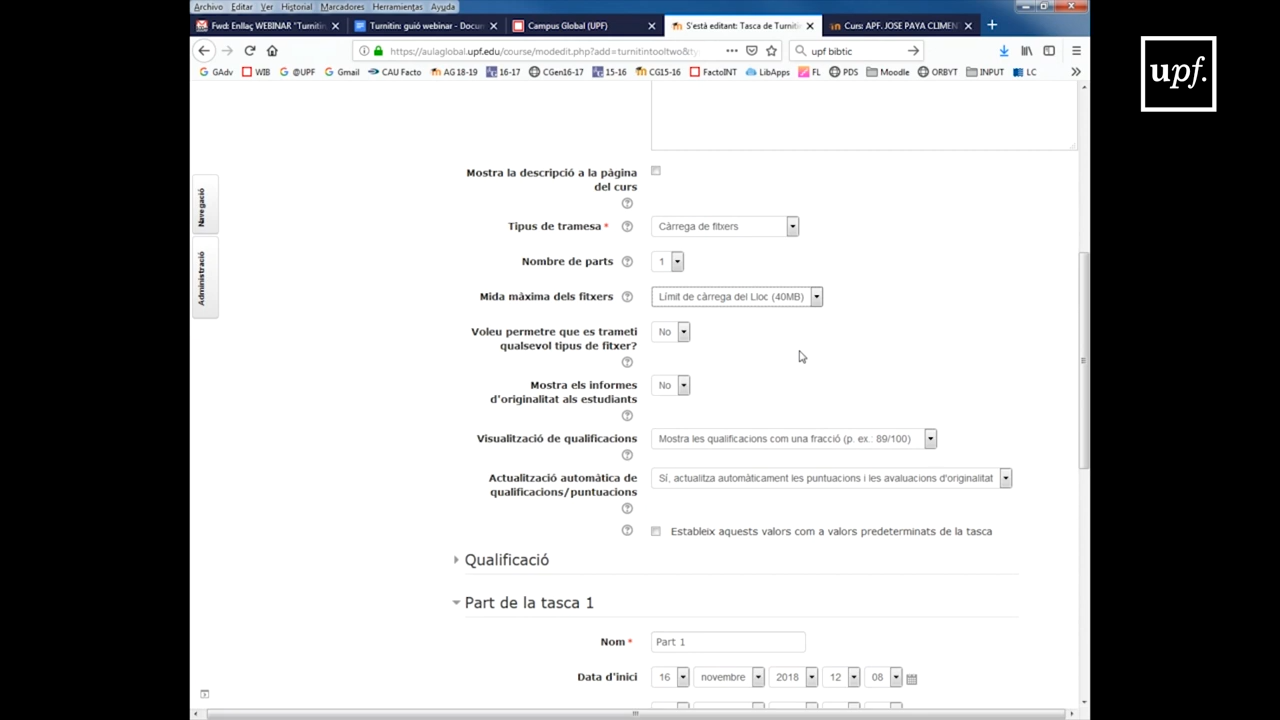 Archivo Editar Ver Historial Marcadores Herramientas Ayuda
Fwd: Enllaç WEBINAR "Turnitin Turnitin: guió webinar - Docu Campus Global (UPF) S'està editant: Tasca de Turniti Curs: APF. JOSE PAYA CLIMEN
https://aulaglobal.upf.edu/course/modedit.php?add=turnitintooltwo&ty upf bibtic
GAdv WIB @UPF Gmail CAU Facto AG 18-19 16-17 CGen16-17 15-16 CG15-16 FactoINT LibApps FL PDS Moodle ORBYT INPUT LC
upf.
Navegació
Administració
Mostra la descripció a la pàgina
del curs
Tipus de tramesa * Càrrega de fitxers
Nombre de parts 1
Mida màxima dels fitxers Límit de càrrega del Lloc (40MB)
Voleu permetre que es trameti
qualsevol tipus de fitxer? No
Mostra els informes
d'originalitat als estudiants No
Visualització de qualificacions Mostra les qualificacions com una fracció (p. ex.: 89/100)
Actualització automàtica de
qualificacions/puntuacions Sí, actualitza automàticament les puntuacions i les avaluacions d'originalitat
Estableix aquests valors com a valors predeterminats de la tasca
Qualificació
Part de la tasca 1
Nom * Part 1
Data d'inici 16 novembre 2018 12 08